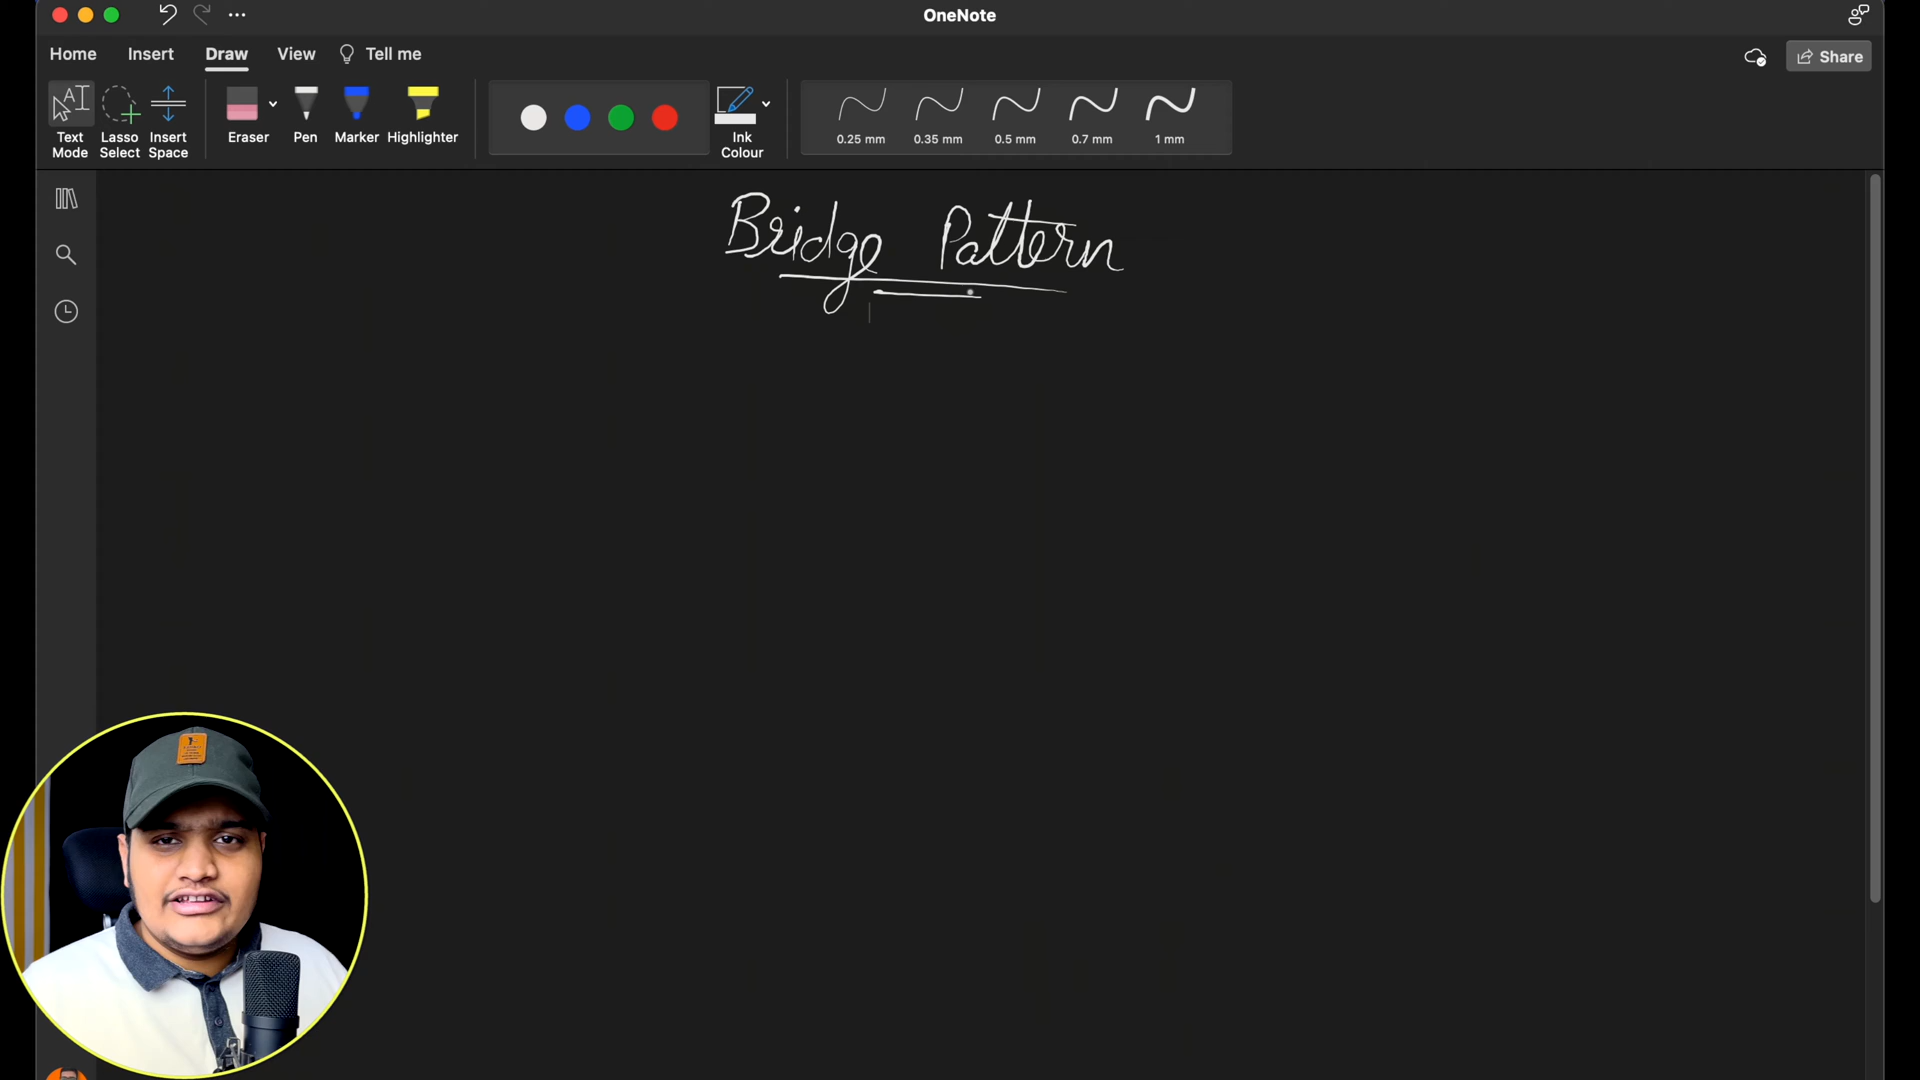 OneNote
Home Insert Draw View Tell me
Share
Text Mode
Lasso Select
Insert Space
Eraser
Pen
Marker
Highlighter
Ink Colour
0.25 mm
0.35 mm
0.5 mm
0.7 mm
1 mm
Bridge Pattern